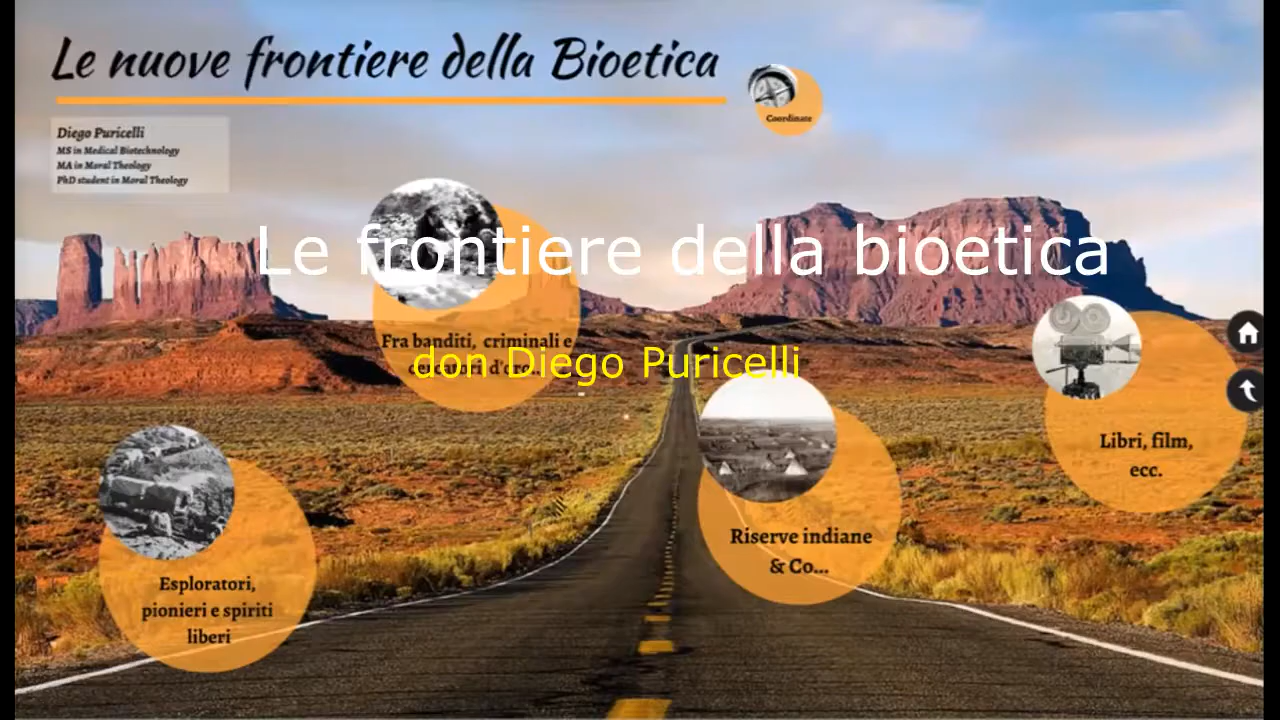 Le nuove frontiere della Bioetica
Coordinate
Diego Puricelli
MS in Medical Biotechnology
MA in Moral Theology
PhD student in Moral Theology
Le frontiere della bioetica
Fra banditi, criminali e
cercatori d'oro...
don Diego Puricelli
Libri, film,
ecc.
Riserve indiane
& Co...
Esploratori,
pionieri e spiriti
liberi